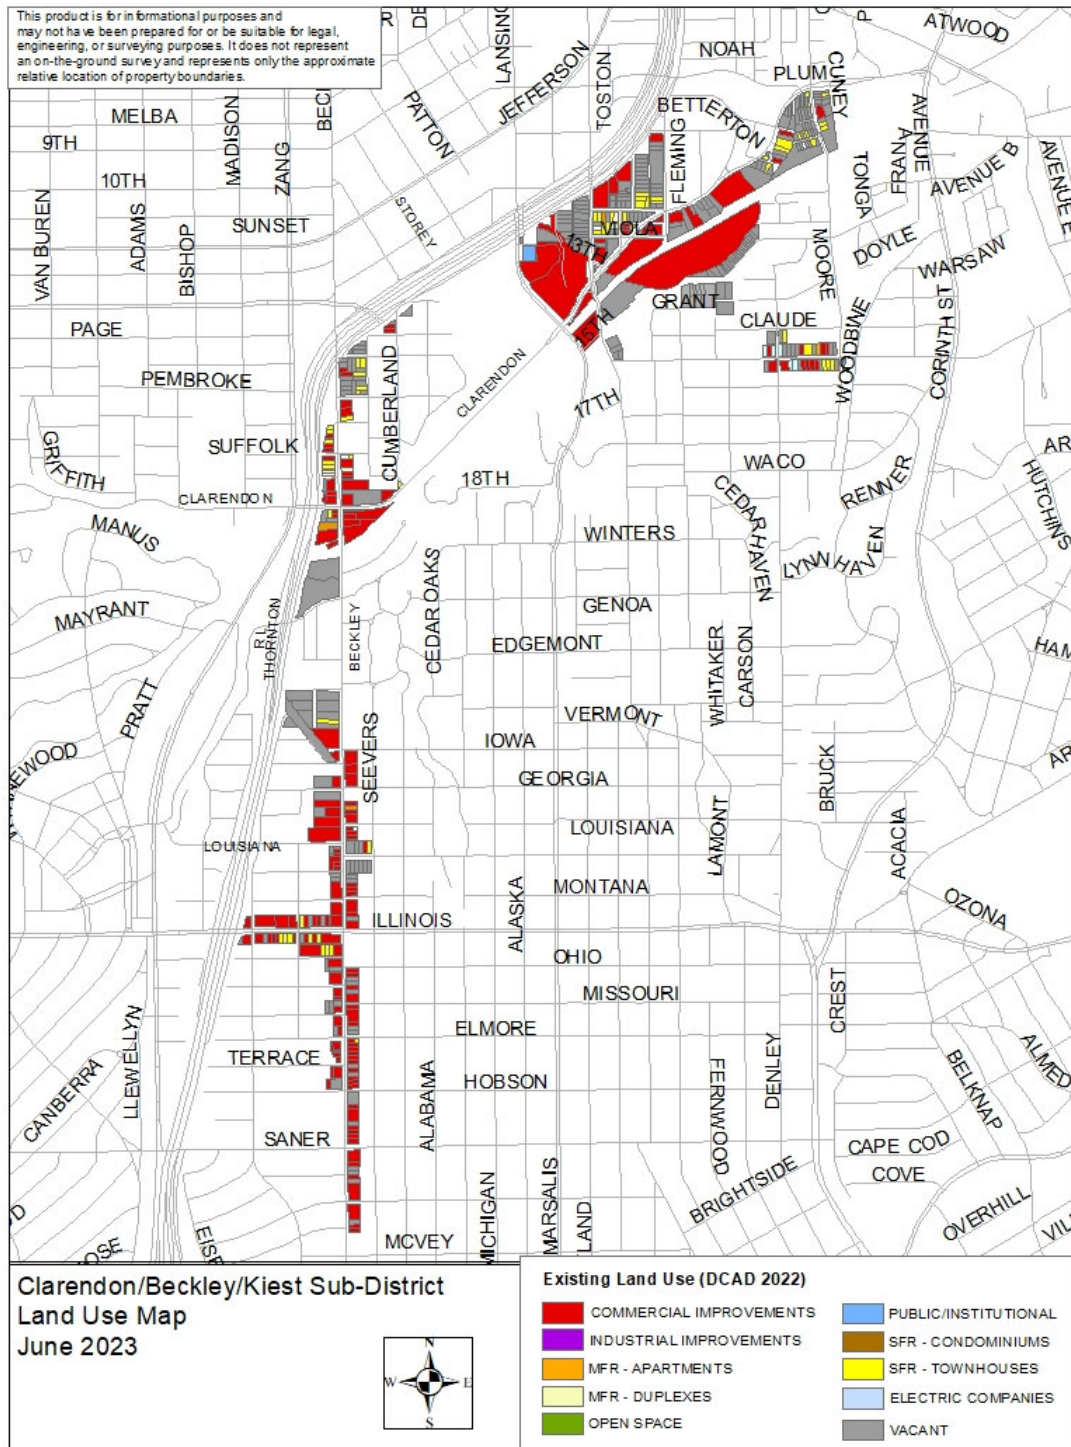 This product is for informational purposes and
may not have been prepared for or be suitable for legal,
engineering, or surveying purposes. It does not represent
an on-the-ground survey and represents only the approximate
relative location of property boundaries.
LANSING
ATWOOD
NOAH
JEFFERSON
TOSTON
PLUM
CUNEY
MELBA
PATTON
BETTERTON
AVENUE
9TH
MADISON
ZANG
FLEMING
FRANK
AVENUE B
AVENUE E
10TH
TONGA
VAN BUREN
ADAMS
BISHOP
SUNSET
STOREY
VIOLA
13TH
MOORE
DOYLE
WARSAW
GRANT
PAGE
15TH
CLAUDE
WOODBINE
CORINTH ST
PEMBROKE
CUMBERLAND
CLARENDON
17TH
GRIFFITH
SUFFOLK
WACO
CLARENDON
18TH
CEDAR HAVEN
RENNER
HUTCHINS
MANUS
WINTERS
LYNN HAVEN
MAYRANT
R L
THORNTON
BECKLEY
CEDAR OAKS
GENOA
EDGEMONT
WHITAKER
CARSON
PRATT
VERMONT
SEEVERS
IOWA
GEORGIA
BRUCK
LOUISIANA
LOUISIANA
LAMONT
ACACIA
MONTANA
ALASKA
ILLINOIS
OZONA
OHIO
MISSOURI
CREST
LLEWELLYN
ELMORE
TERRACE
CANBERRA
ALABAMA
HOBSON
FERNWOOD
DENLEY
BELKNAP
SANER
CAPE COD
COVE
MICHIGAN
MARSALIS
BRIGHTSIDE
OVERHILL
MCVEY
Clarendon/Beckley/Kiest Sub-District
Land Use Map
June 2023
N
W E
S
Existing Land Use (DCAD 2022)
COMMERCIAL IMPROVEMENTS
INDUSTRIAL IMPROVEMENTS
MFR - APARTMENTS
MFR - DUPLEXES
OPEN SPACE
PUBLIC/INSTITUTIONAL
SFR - CONDOMINIUMS
SFR - TOWNHOUSES
ELECTRIC COMPANIES
VACANT